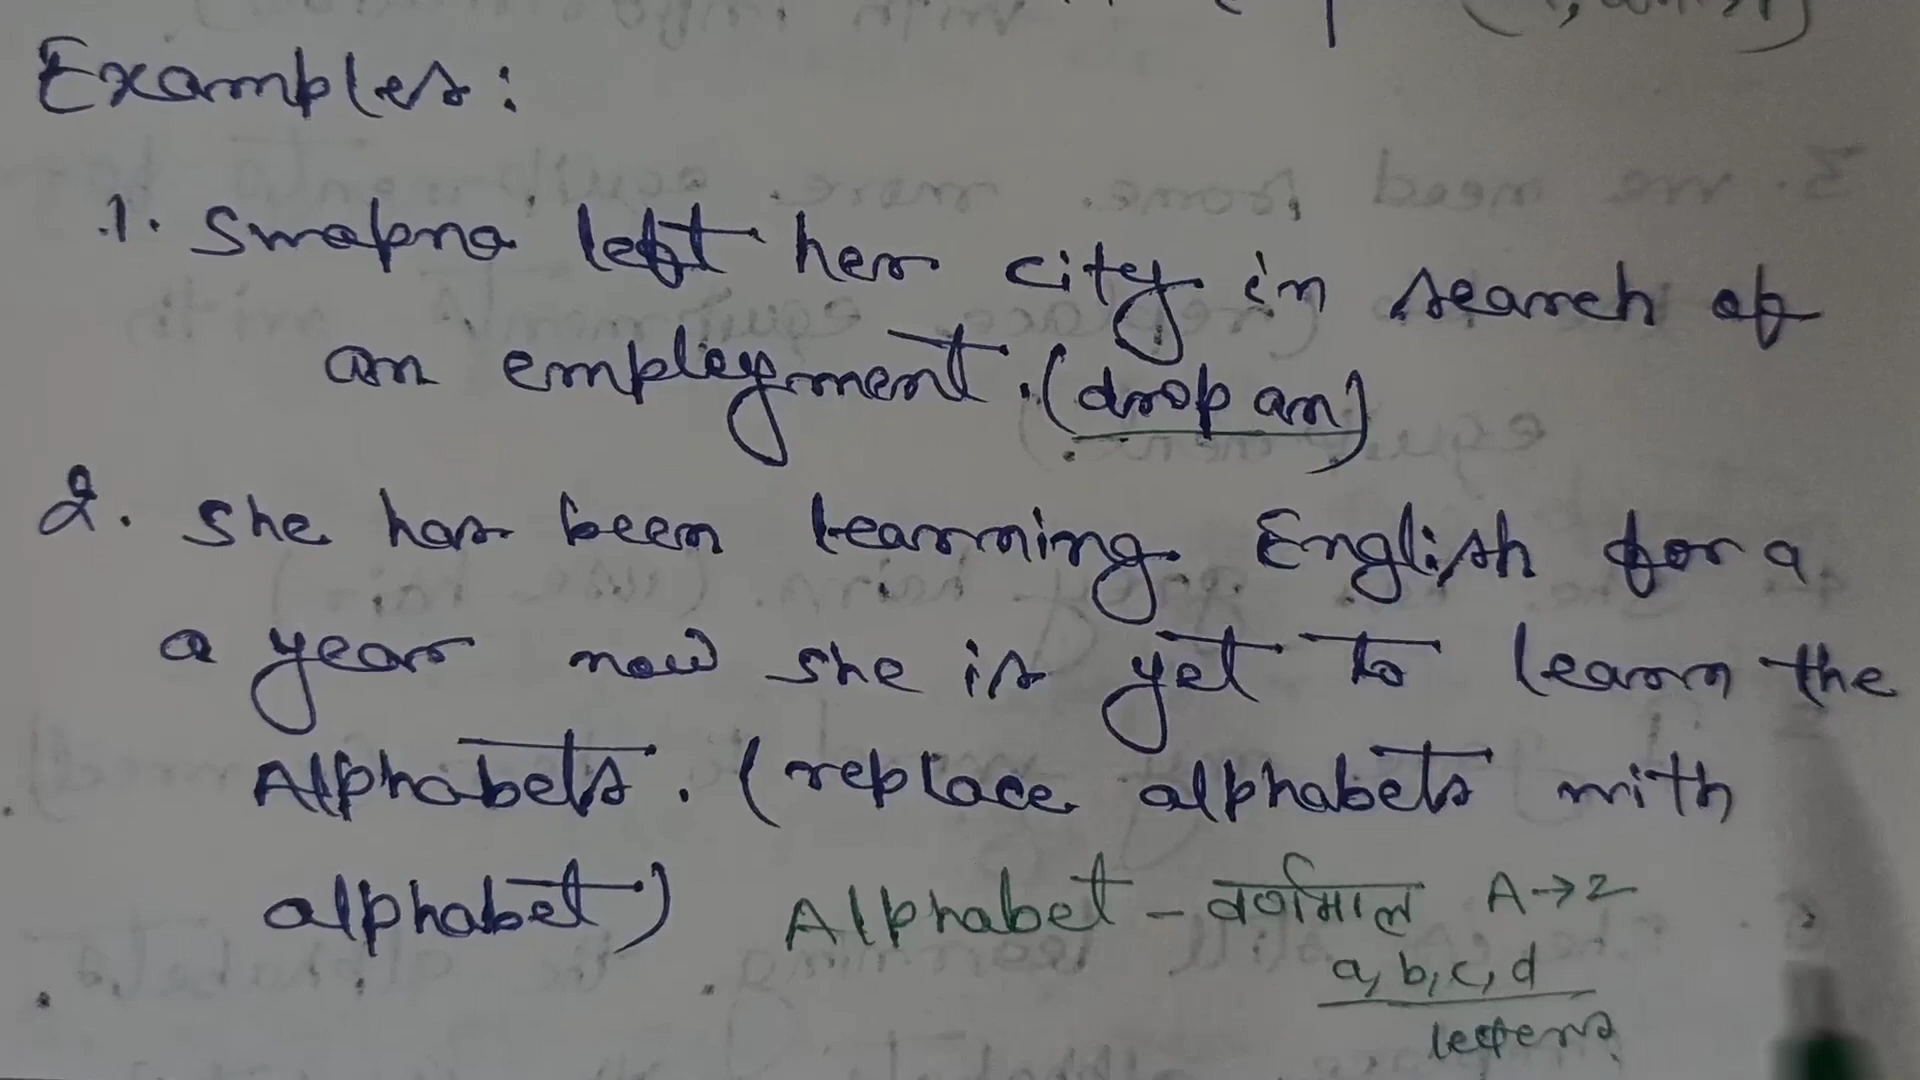 Examples:
1. Swapna left her city in search of
an employment. (drop an)
2. She has been learning English for a
a year now she is yet to learn the
Alphabets. (replace alphabets with
alphabet) Alphabet - वर्णमाल A→Z
a, b, c, d
letters